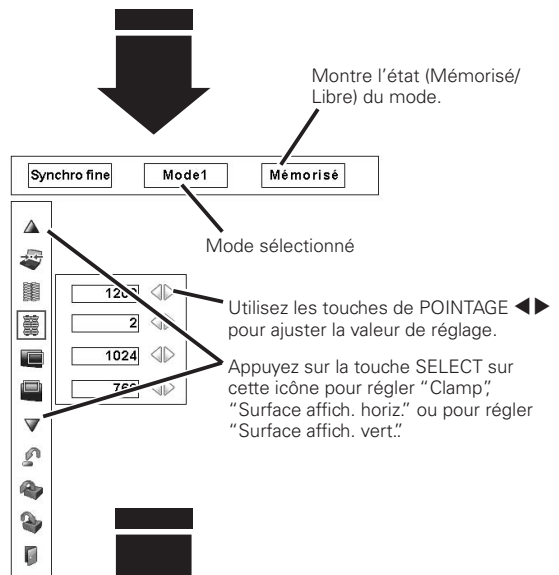 Montre l'état (Mémorisé/
Libre) du mode.
Synchro fine Mode1 Mémorisé
Mode sélectionné
2
1024
Utilisez les touches de POINTAGE ◀▶
pour ajuster la valeur de réglage.
Appuyez sur la touche SELECT sur
cette icône pour régler “Clamp”,
“Surface affich. horiz.” ou pour régler
“Surface affich. vert.”.